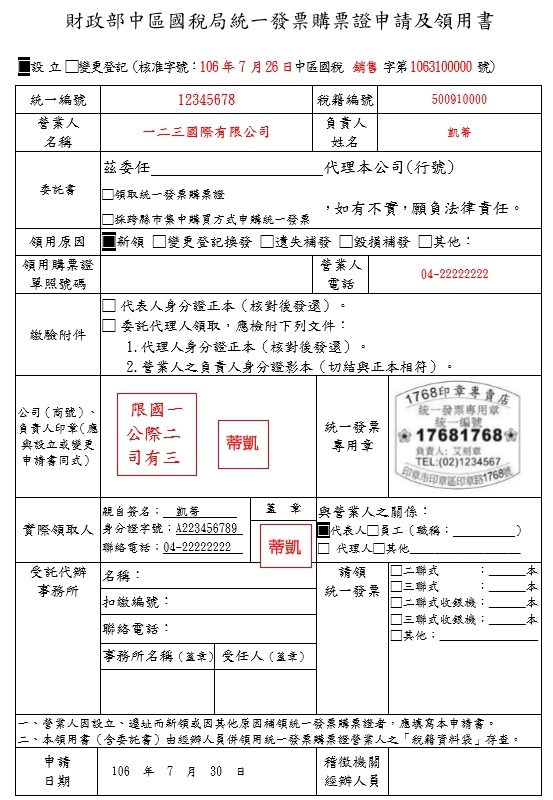 財政部中區國稅局統一發票購票證申請及領用書
■設 立□變更登記(核准字號：106 年 7 月 26 日中區國稅 銷售 字第 1063100000 號)
統一編號 12345678 稅籍編號 500910000
營業人名稱 一二三國際有限公司 負責人姓名 凱蒂
委託書 茲委任__________代理本公司(行號)
□領取統一發票購票證
□採跨縣市集中購買方式申購統一發票 ，如有不實，願負法律責任。
領用原因 ■新領 □變更登記換發 □遺失補發 □毀損補發 □其他：
領用購票證單照號碼 營業人電話 04-22222222
繳驗附件 □ 代表人身分證正本（核對後發還）。
□ 委託代理人領取，應檢附下列文件：
1.代理人身分證正本（核對後發還）。
2.營業人之負責人身分證影本（切結與正本相符）。
公司（商號）、負責人印章（應與設立或變更申請書同式）
限國一
公際二
司有三
蒂凱
統一發票專用章
1768印章專賣店
統一發票專用章
統一編號
17681768
負責人: 艾刻章
TEL:(02)1234567
印章市印章區印章路1768號
實際領取人 親自簽名： 凱蒂
身分證字號：A223456789
聯絡電話：04-22222222
蓋 章
蒂凱
與營業人之關係：
■代表人□員工（職稱：__________）
□ 代理人□其他__________
受託代辦事務所 名稱：
扣繳編號：
聯絡電話：
事務所名稱(蓋章) 受任人(蓋章)
請領統一發票 □二聯式 ：______本
□三聯式 ：______本
□二聯式收銀機：______本
□三聯式收銀機：______本
□其他：__________
一、營業人因設立、遷址而新領或因其他原因補領統一發票購票證者，應填寫本申請書。
二、本領用書（含委託書）由經辦人員併領用統一發票購票證營業人之「稅籍資料袋」存查。
申請日期 106 年 7 月 30 日 稽徵機關經辦人員